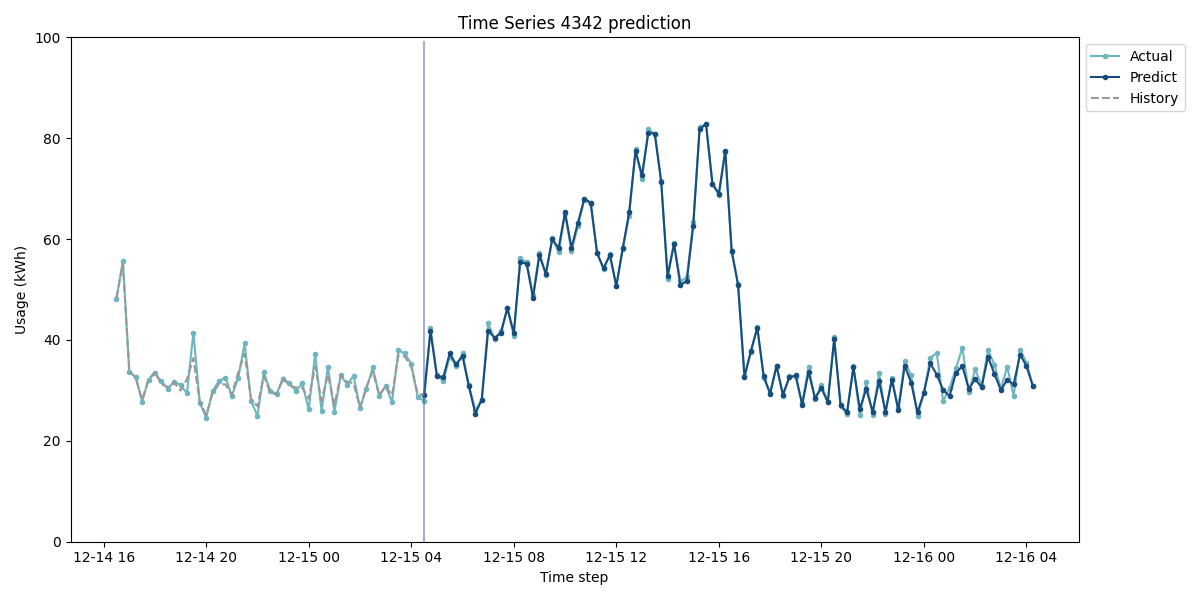 Time Series 4342 prediction
100
80
60
40
20
0
Usage (kWh)
12-14 16
12-14 20
12-15 00
12-15 04
12-15 08
12-15 12
12-15 16
12-15 20
12-16 00
12-16 04
Time step
Actual
Predict
History